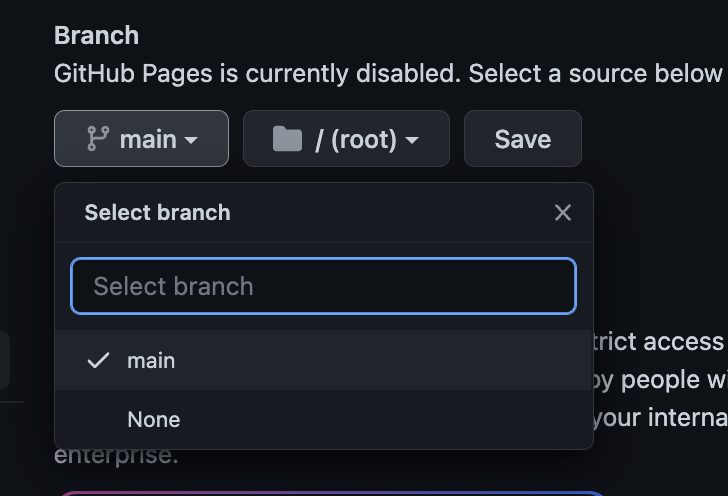 Branch
GitHub Pages is currently disabled. Select a source below
main
/ (root)
Save
Select branch
Select branch
main
None
trict access
by people wi
your interna
enterprise.